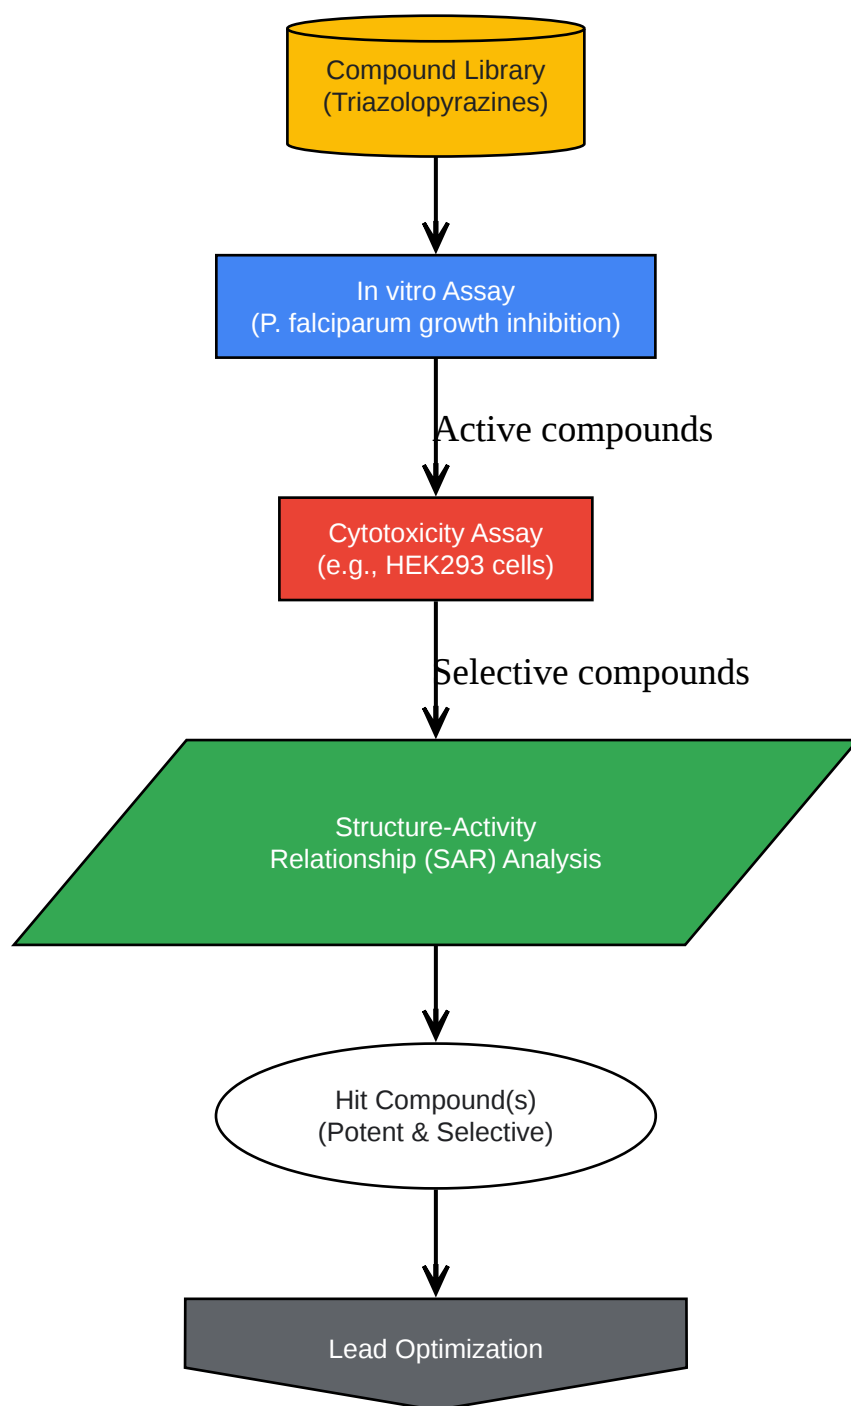 Compound Library
(Triazolopyrazines)
In vitro Assay
(P. falciparum growth inhibition)
Active compounds
Cytotoxicity Assay
(e.g., HEK293 cells)
Selective compounds
Structure-Activity
Relationship (SAR) Analysis
Hit Compound(s)
(Potent & Selective)
Lead Optimization